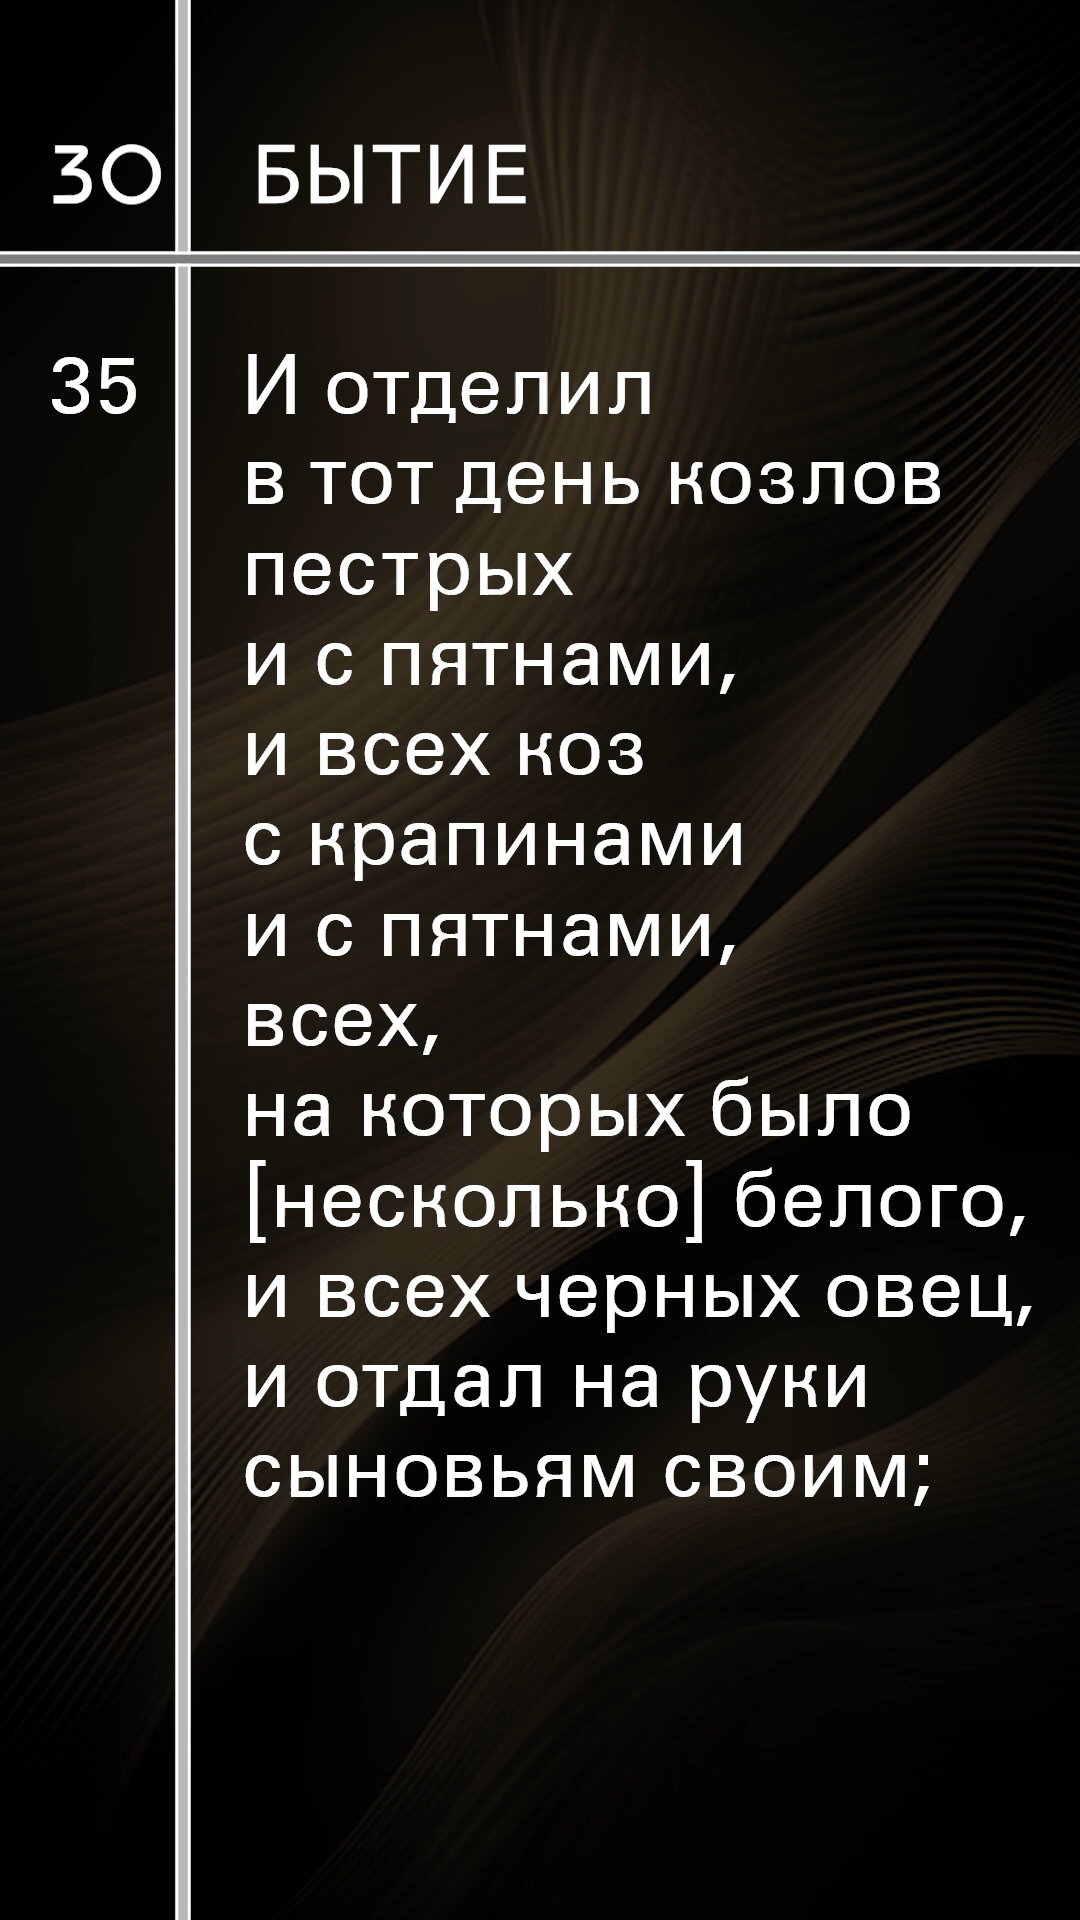 30 БЫТИЕ
35 И отделил
в тот день козлов
пестрых
и с пятнами,
и всех коз
с крапинами
и с пятнами,
всех,
на которых было
[несколько] белого,
и всех черных овец,
и отдал на руки
сыновьям своим;